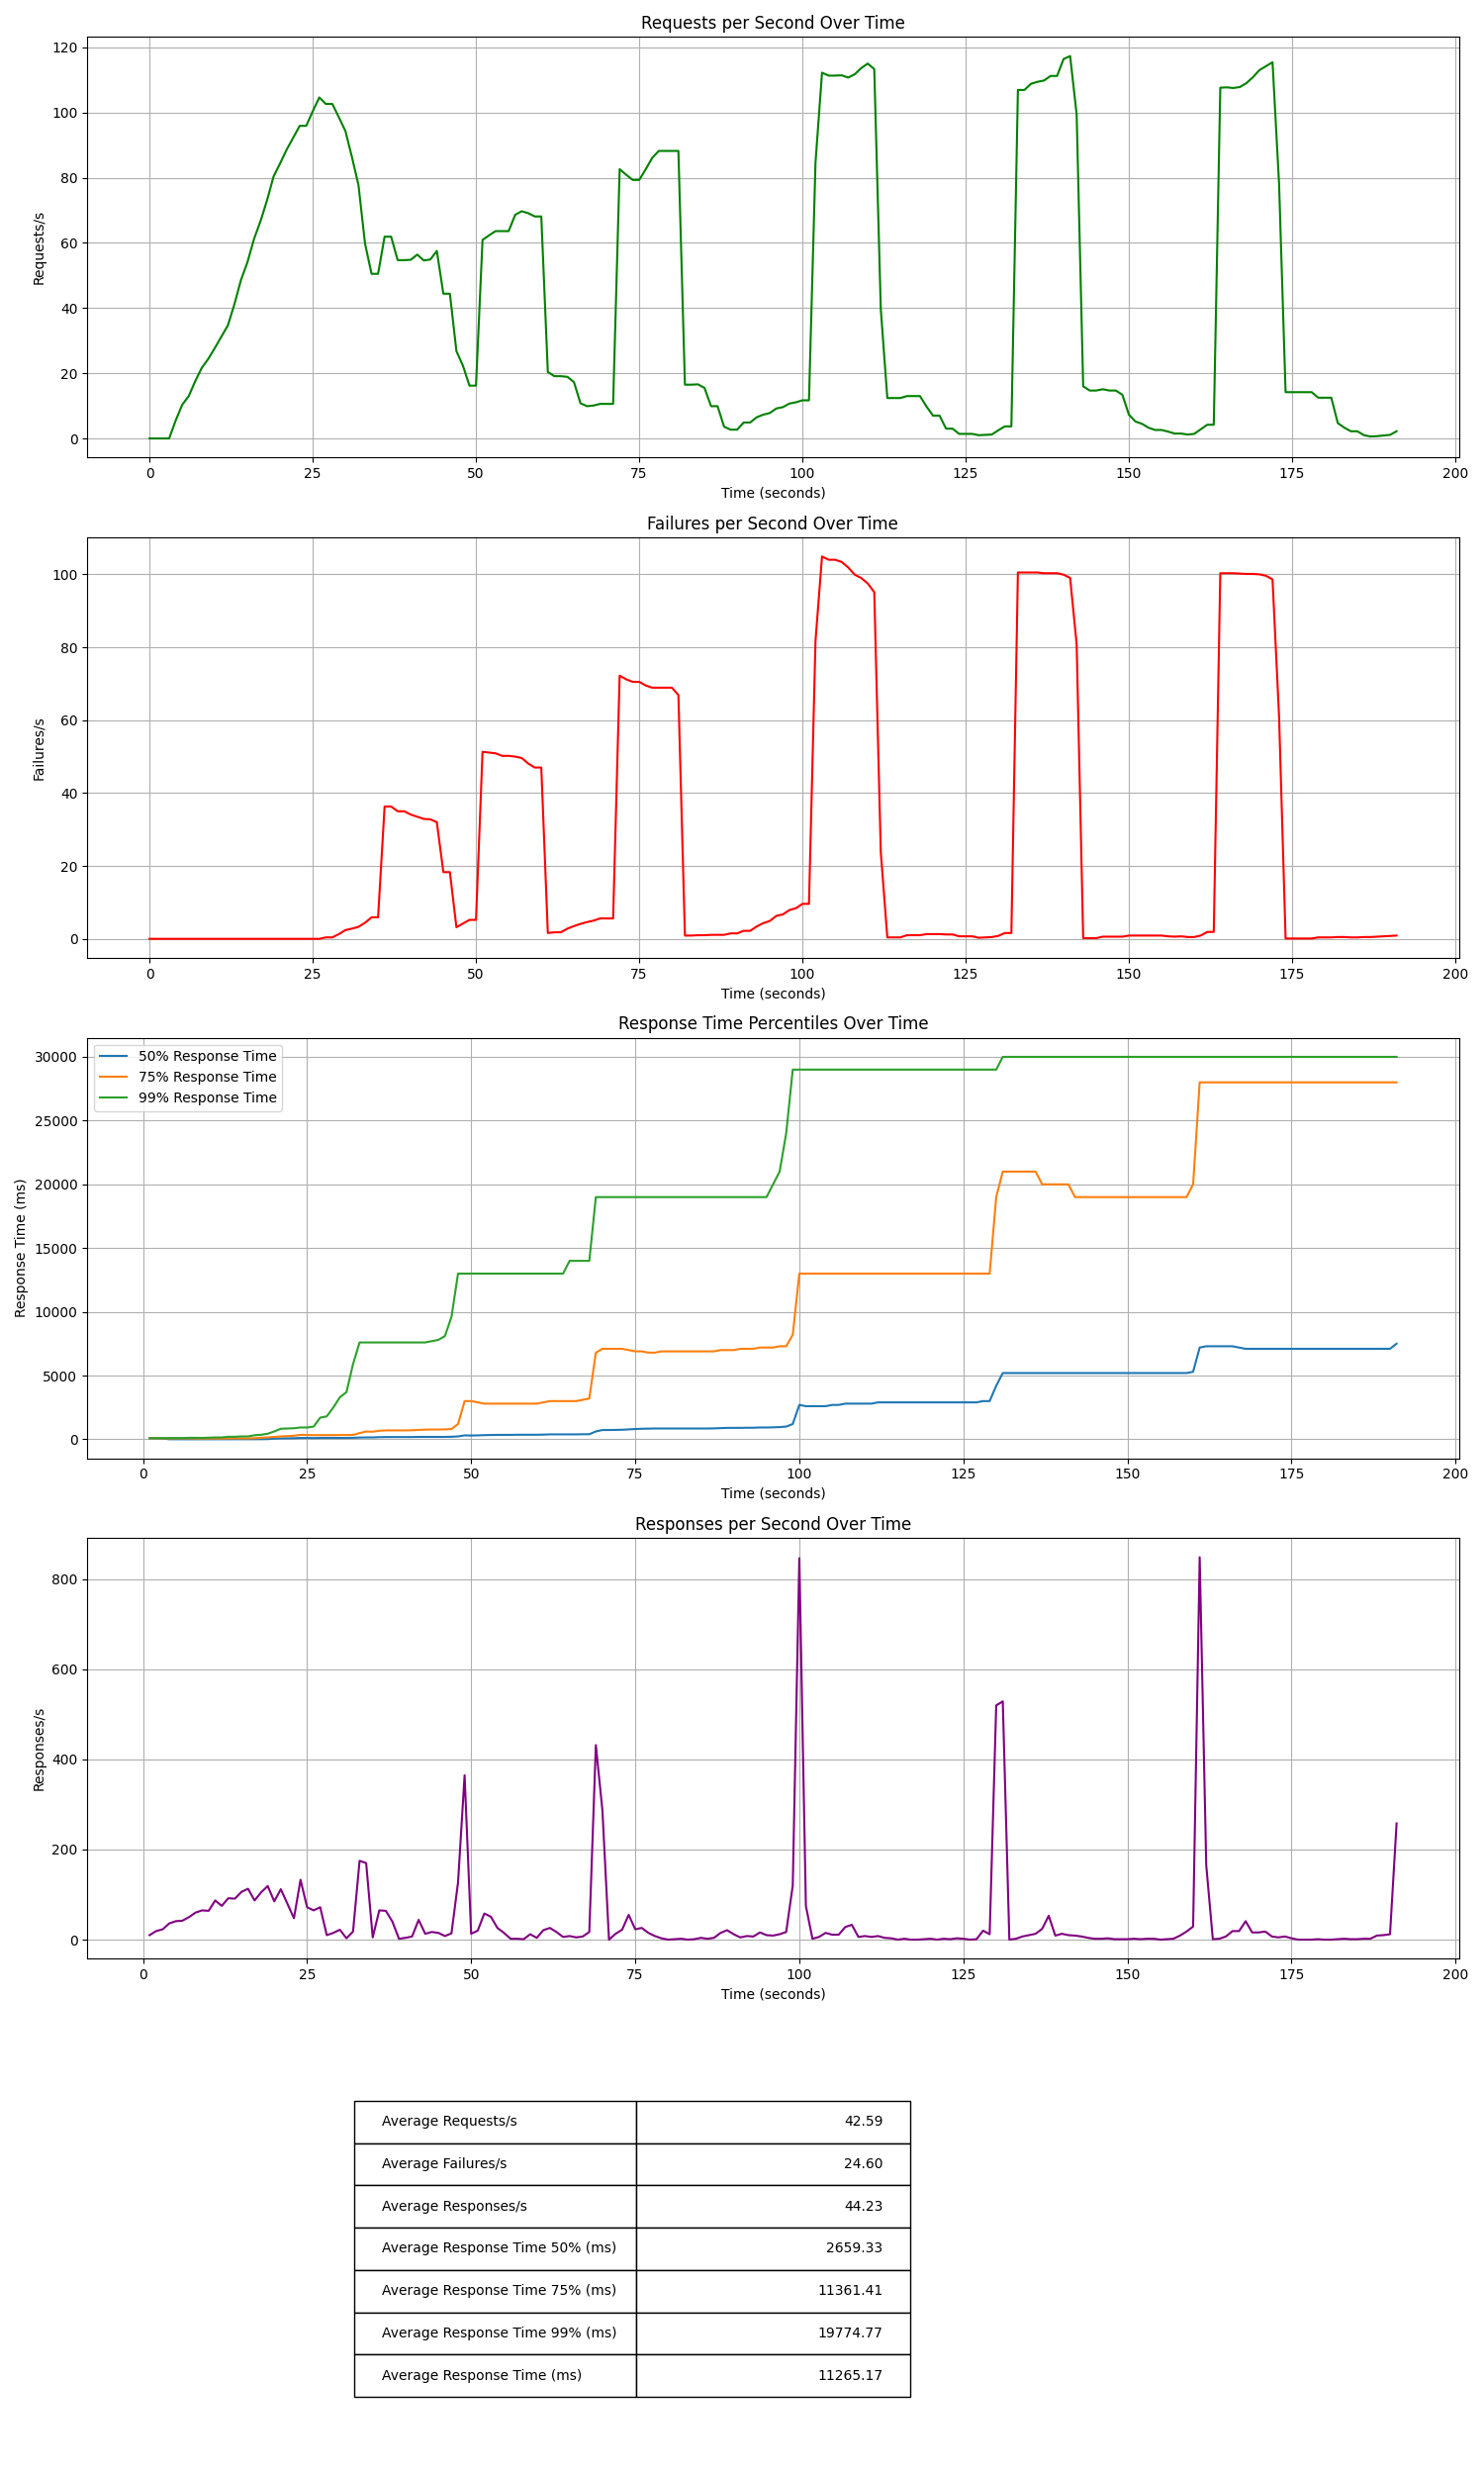 Requests per Second Over Time
120
100
80
60
40
20
0
Requests/s
0 25 50 75 100 125 150 175 200
Time (seconds)
Failures per Second Over Time
100
80
60
40
20
0
Failures/s
0 25 50 75 100 125 150 175 200
Time (seconds)
Response Time Percentiles Over Time
50% Response Time
75% Response Time
99% Response Time
30000
25000
20000
15000
10000
5000
0
Response Time (ms)
0 25 50 75 100 125 150 175 200
Time (seconds)
Responses per Second Over Time
800
600
400
200
0
Responses/s
0 25 50 75 100 125 150 175 200
Time (seconds)
Average Requests/s 42.59
Average Failures/s 24.60
Average Responses/s 44.23
Average Response Time 50% (ms) 2659.33
Average Response Time 75% (ms) 11361.41
Average Response Time 99% (ms) 19774.77
Average Response Time (ms) 11265.17